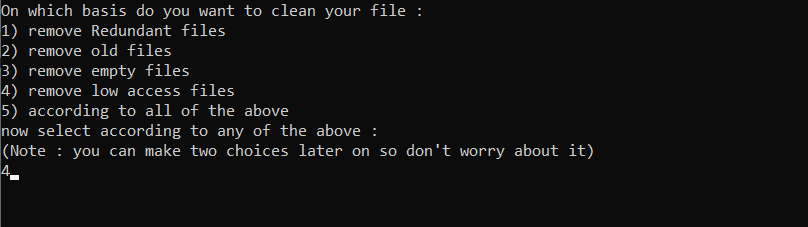 On which basis do you want to clean your file :
1) remove Redundant files
2) remove old files
3) remove empty files
4) remove low access files
5) according to all of the above
now select according to any of the above :
(Note : you can make two choices later on so don't worry about it)
4